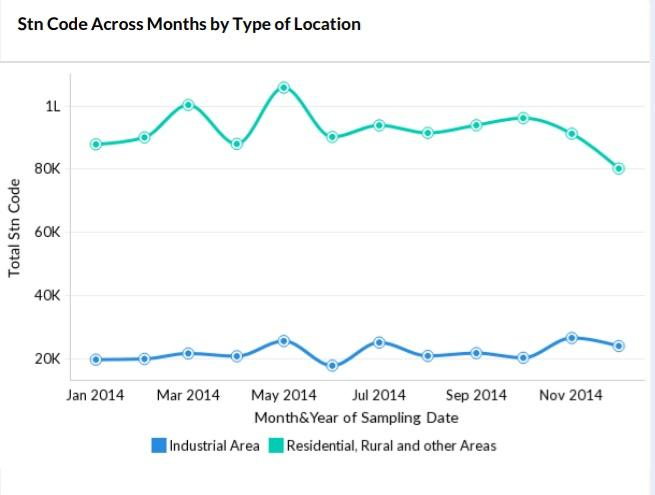 Stn Code Across Months by Type of Location
Total Stn Code
1L
80K
60K
40K
20K
Jan 2014 Mar 2014 May 2014 Jul 2014 Sep 2014 Nov 2014
Month&Year of Sampling Date
Industrial Area Residential, Rural and other Areas